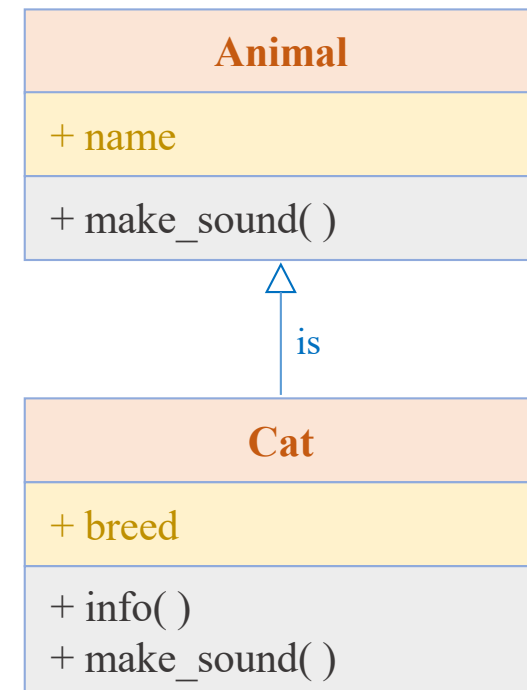 Animal
+ name
+ make_sound( )
is
Cat
+ breed
+ info( )
+ make_sound( )